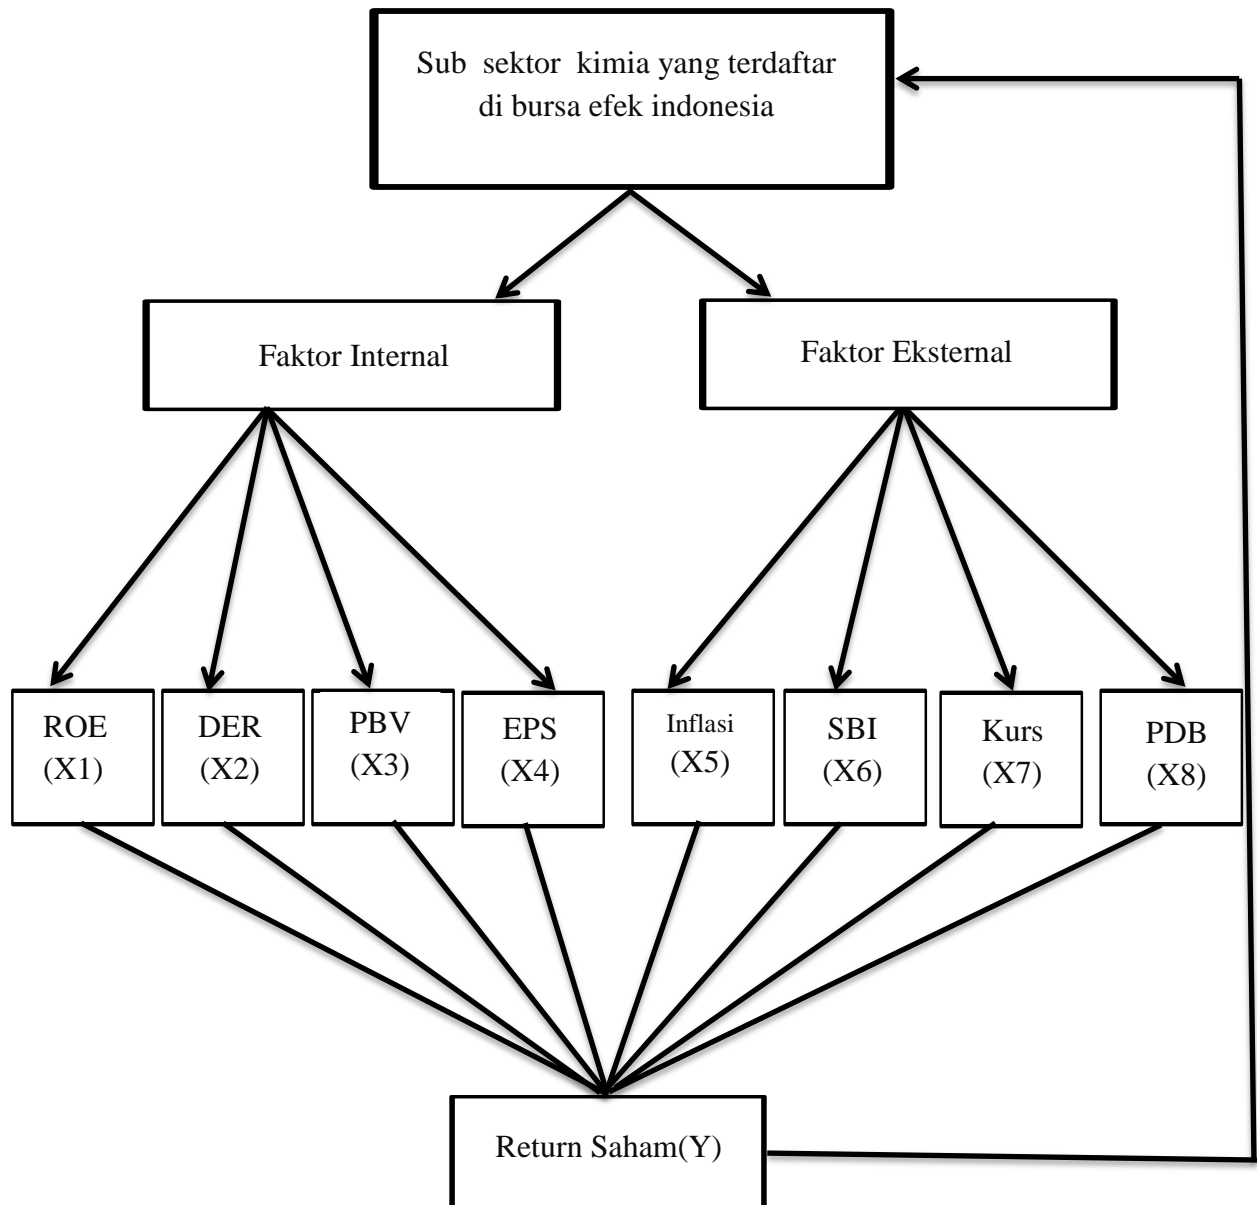 Sub sektor kimia yang terdaftar
di bursa efek indonesia
Faktor Internal
Faktor Eksternal
ROE
(X1)
DER
(X2)
PBV
(X3)
EPS
(X4)
Inflasi
(X5)
SBI
(X6)
Kurs
(X7)
PDB
(X8)
Return Saham(Y)